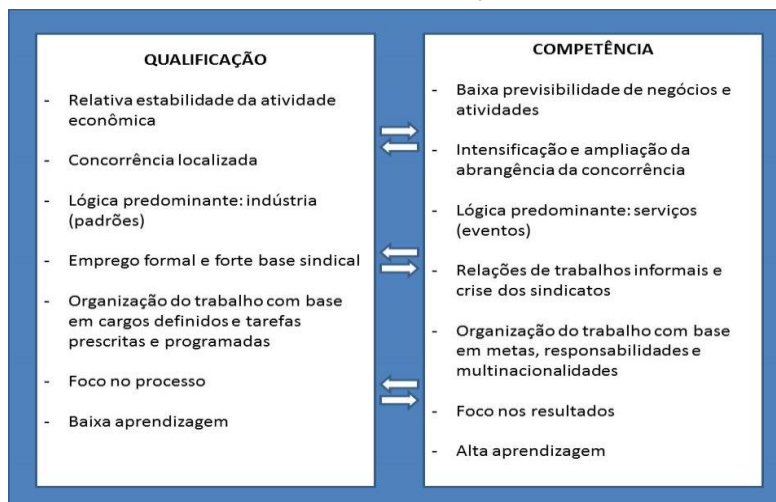 QUALIFICAÇÃO
- Relativa estabilidade da atividade
econômica
- Concorrência localizada
- Lógica predominante: indústria
(padrões)
- Emprego formal e forte base sindical
- Organização do trabalho com base
em cargos definidos e tarefas
prescritas e programadas
- Foco no processo
- Baixa aprendizagem
COMPETÊNCIA
- Baixa previsibilidade de negócios e
atividades
- Intensificação e ampliação da
abrangência da concorrência
- Lógica predominante: serviços
(eventos)
- Relações de trabalhos informais e
crise dos sindicatos
- Organização do trabalho com base
em metas, responsabilidades e
multinacionalidades
- Foco nos resultados
- Alta aprendizagem